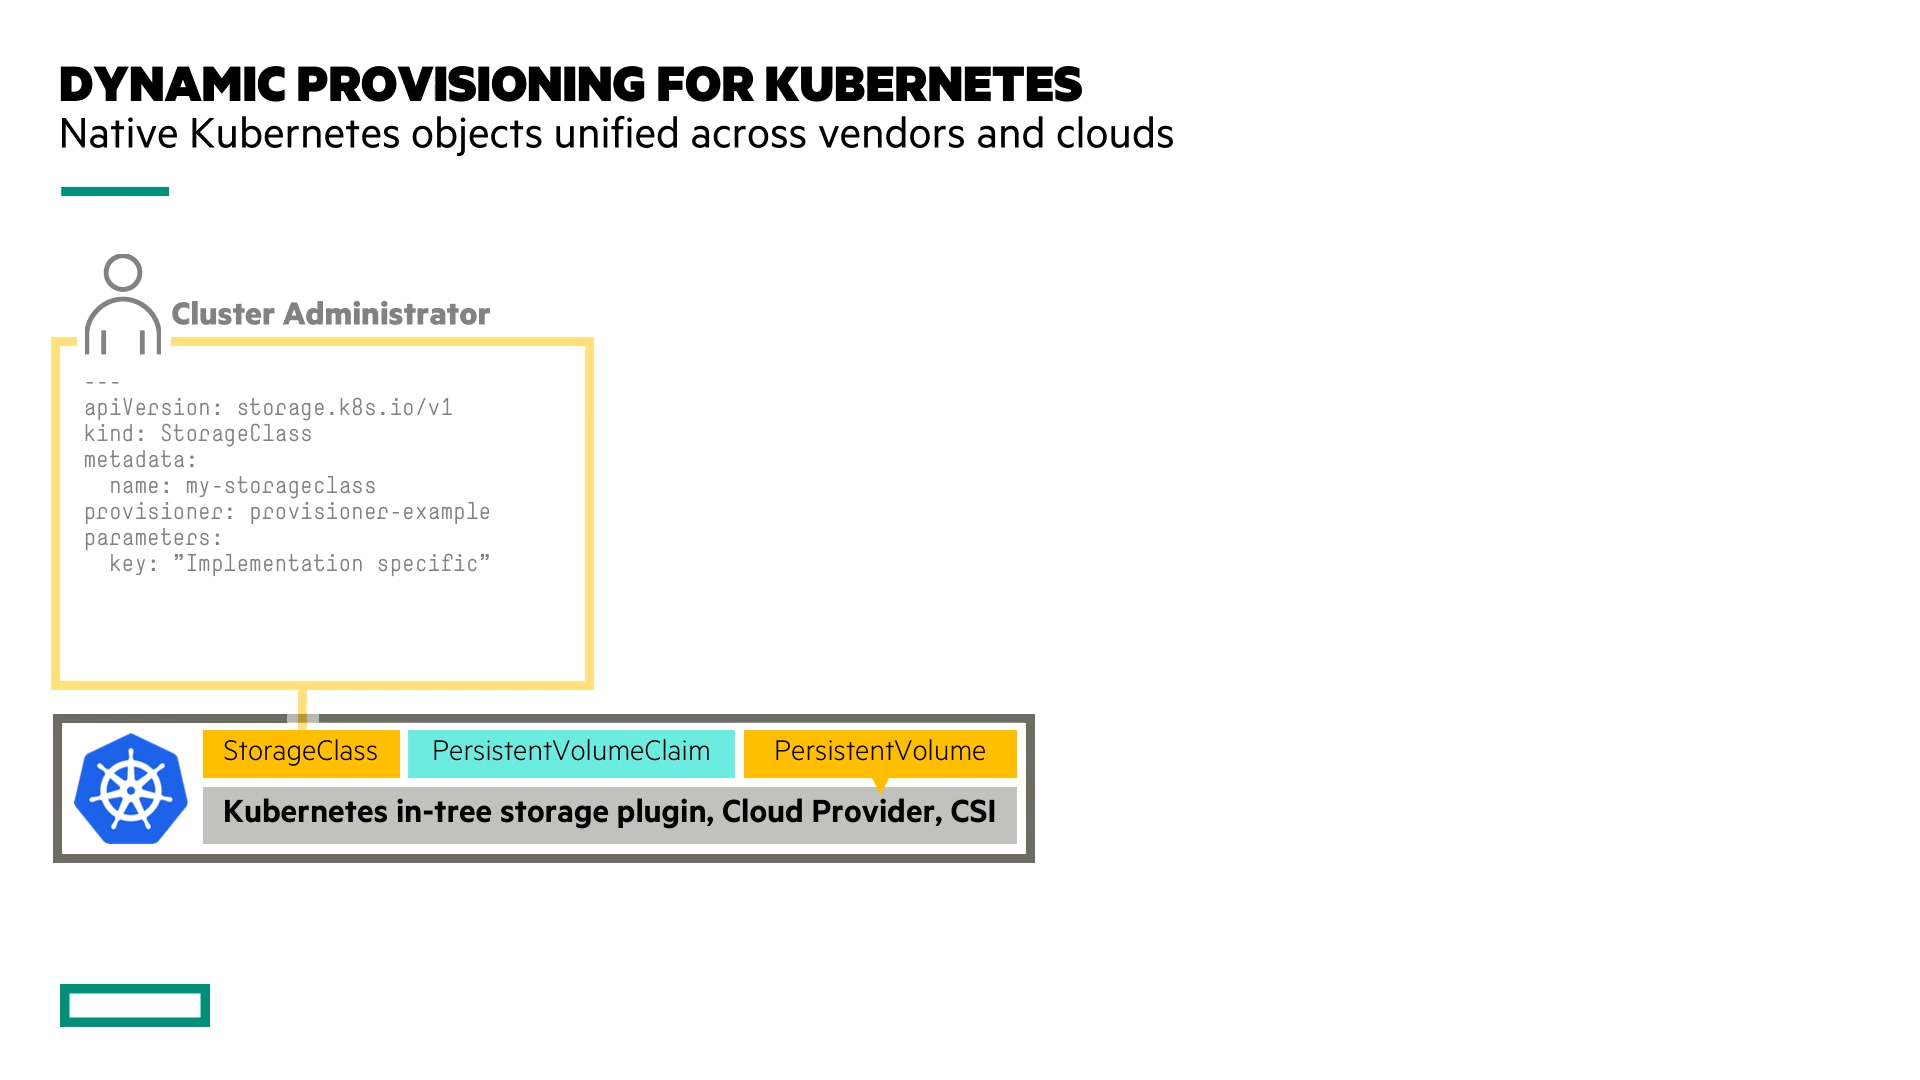 DYNAMIC PROVISIONING FOR KUBERNETES
Native Kubernetes objects unified across vendors and clouds
Cluster Administrator
---
apiVersion: storage.k8s.io/v1
kind: StorageClass
metadata:
  name: my-storageclass
provisioner: provisioner-example
parameters:
  key: ”Implementation specific”
StorageClass
PersistentVolumeClaim
PersistentVolume
Kubernetes in-tree storage plugin, Cloud Provider, CSI